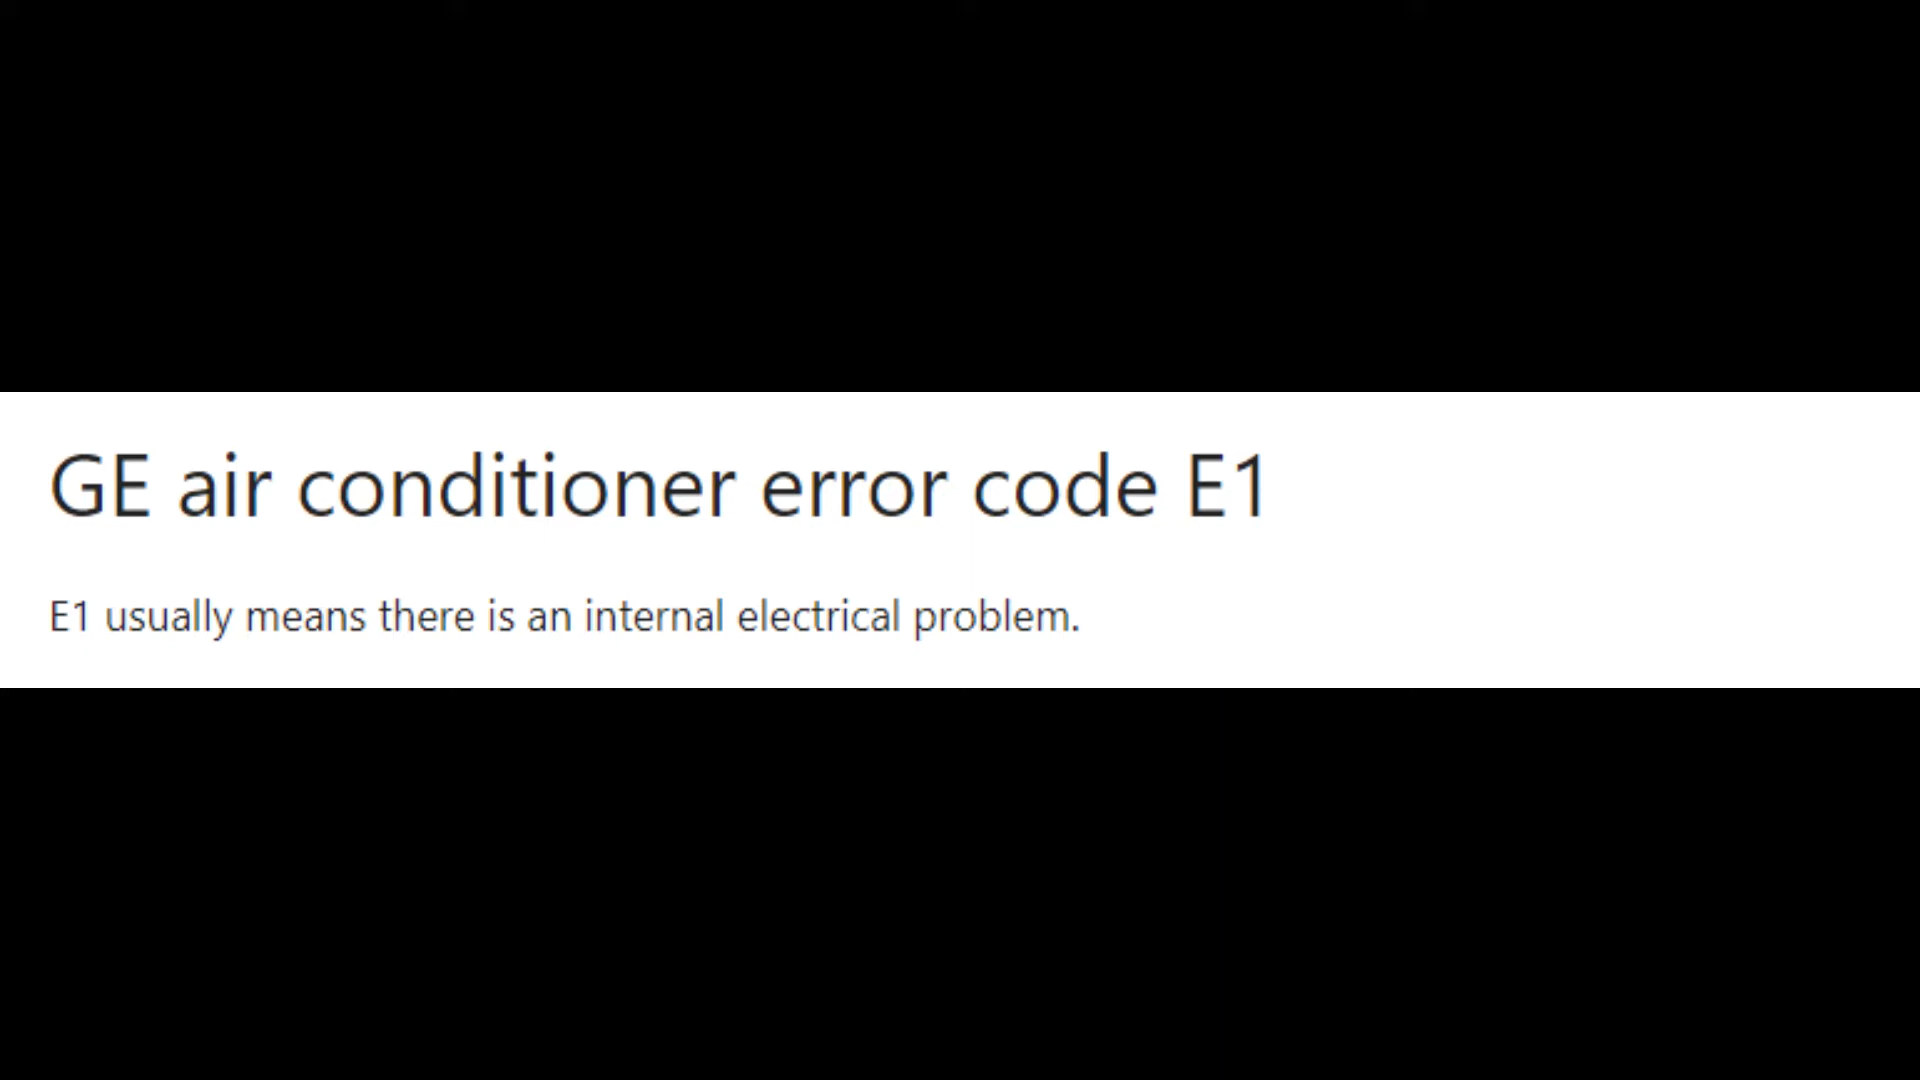 GE air conditioner error code E1
E1 usually means there is an internal electrical problem.